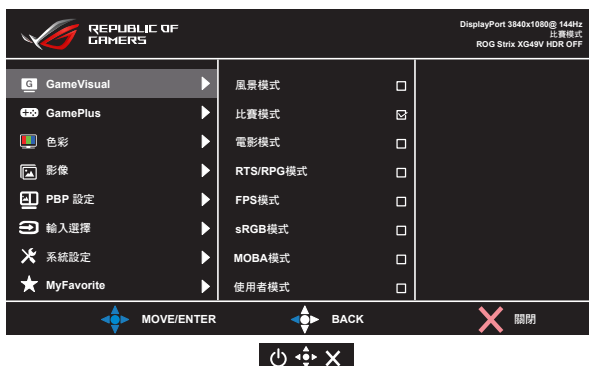 REPUBLIC OF
GAMERS
DisplayPort 3840x1080@ 144Hz
比賽模式
ROG Strix XG49V HDR OFF
G GameVisual
GamePlus
色彩
影像
PBP 設定
輸入選擇
系統設定
MyFavorite
風景模式
比賽模式
電影模式
RTS/RPG模式
FPS模式
sRGB模式
MOBA模式
使用者模式
MOVE/ENTER
BACK
關閉